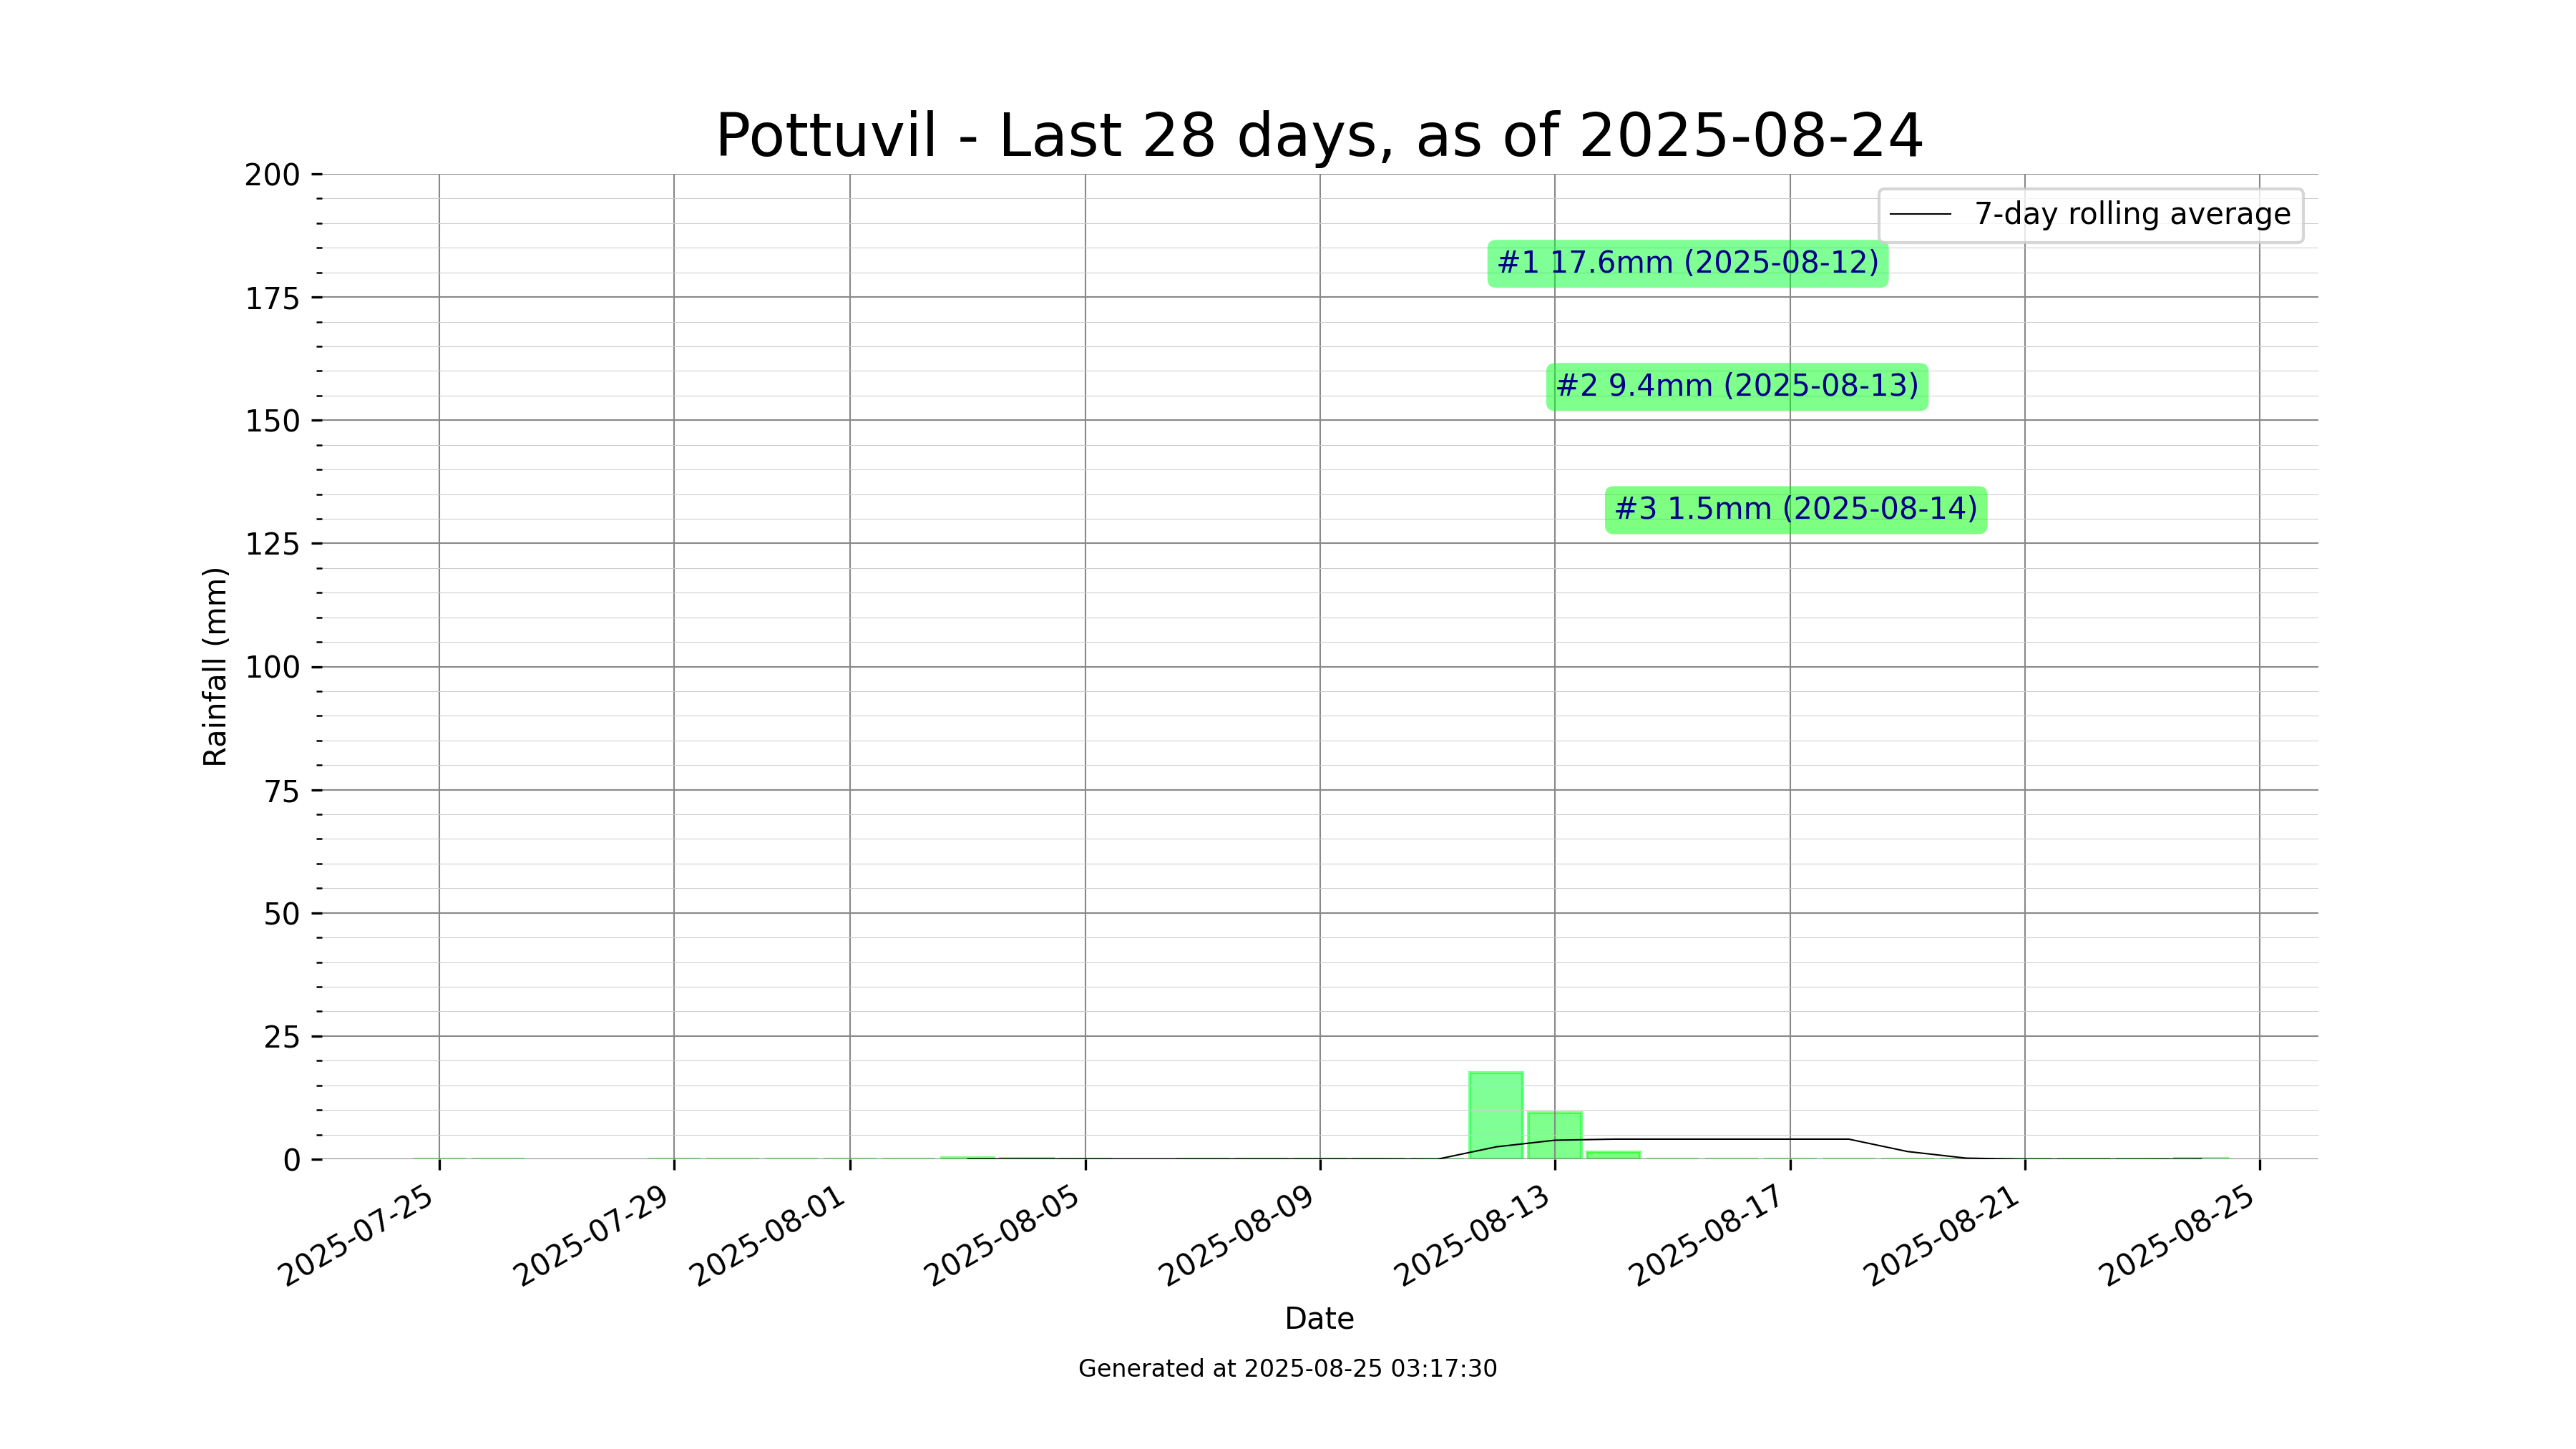 Pottuvil - Last 28 days, as of 2025-08-24
7-day rolling average
#1 17.6mm (2025-08-12)
#2 9.4mm (2025-08-13)
#3 1.5mm (2025-08-14)
Rainfall (mm)
200
175
150
125
100
75
50
25
0
2025-07-25
2025-07-29
2025-08-01
2025-08-05
2025-08-09
2025-08-13
2025-08-17
2025-08-21
2025-08-25
Date
Generated at 2025-08-25 03:17:30